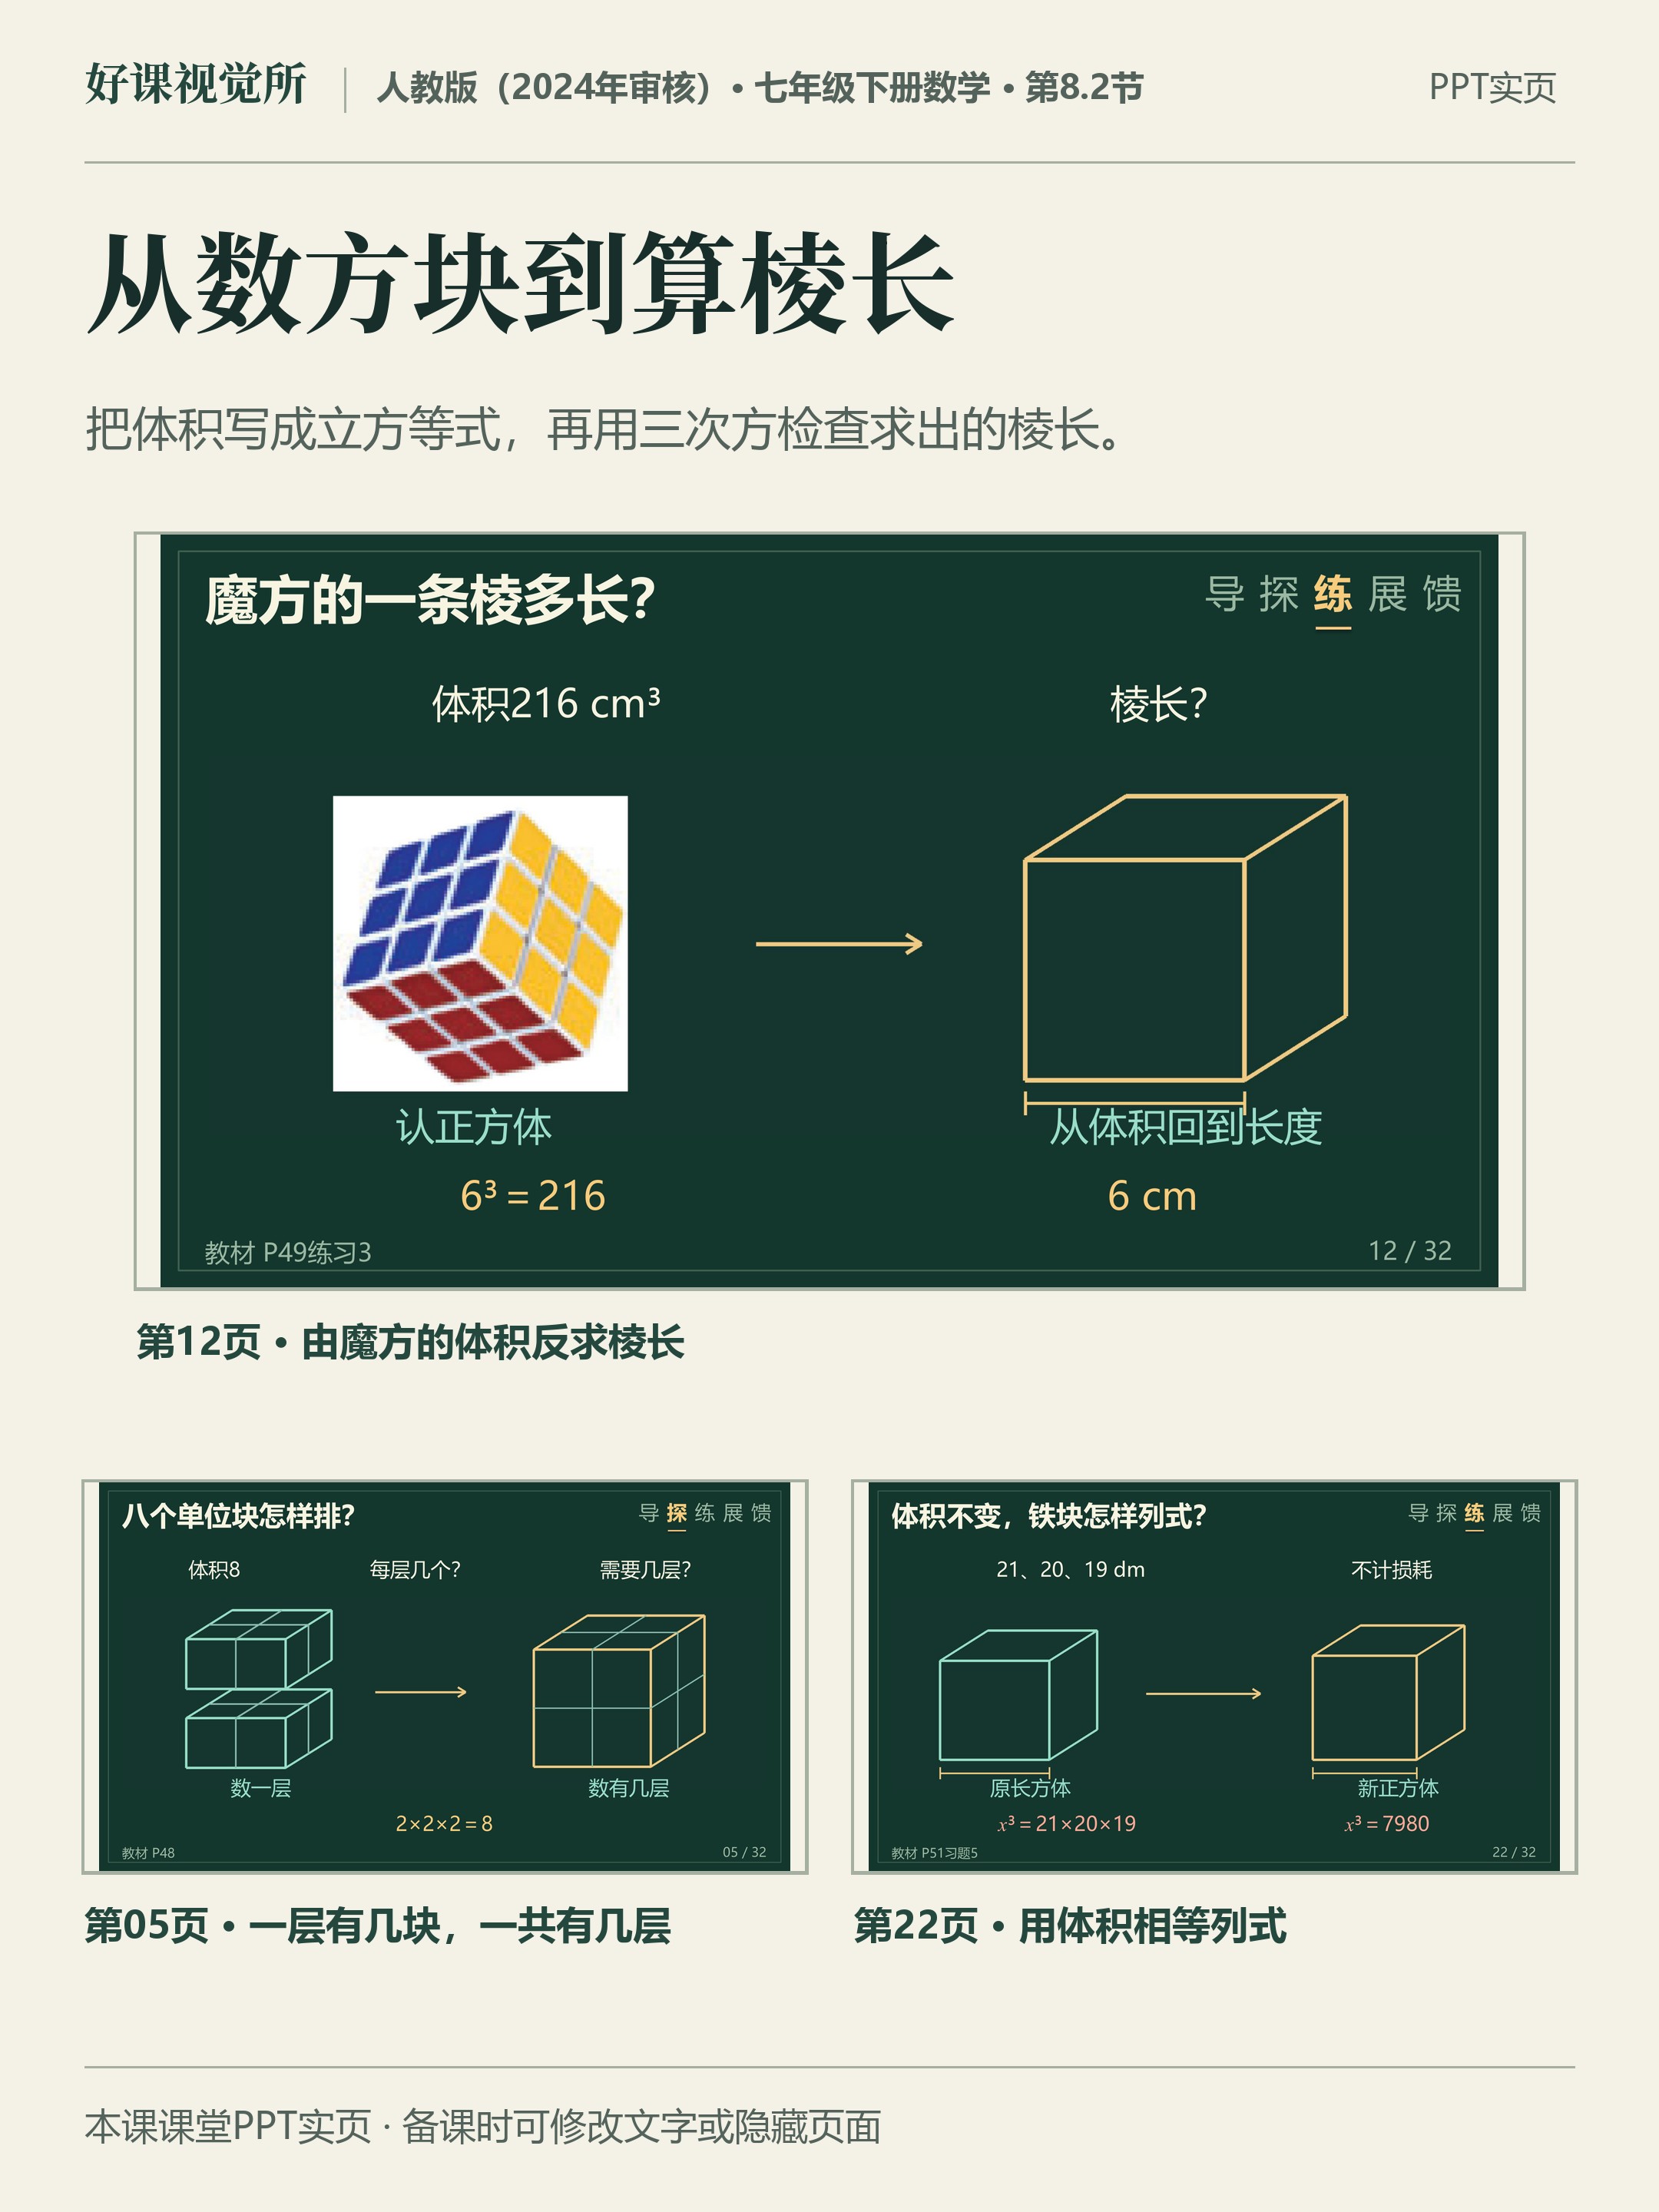 好课视觉所
人教版（2024年审核）• 七年级下册数学 • 第8.2节
PPT实页
从数方块到算棱长
把体积写成立方等式，再用三次方检查求出的棱长。
魔方的一条棱多长？
导 探 练 展 馈
体积216 cm³
棱长？
认正方体
从体积回到长度
6³ = 216
6 cm
教材 P49练习3
12 / 32
第12页 • 由魔方的体积反求棱长
八个单位块怎样排？
导 探 练 展 馈
体积8
每层几个？
需要几层？
数一层
数有几层
2×2×2 = 8
教材 P48
05 / 32
第05页 • 一层有几块，一共有几层
体积不变，铁块怎样列式？
导 探 练 展 馈
21、20、19 dm
不计损耗
原长方体
新正方体
x³ = 21×20×19
x³ = 7980
教材 P51习题5
22 / 32
第22页 • 用体积相等列式
本课课堂PPT实页 · 备课时可修改文字或隐藏页面